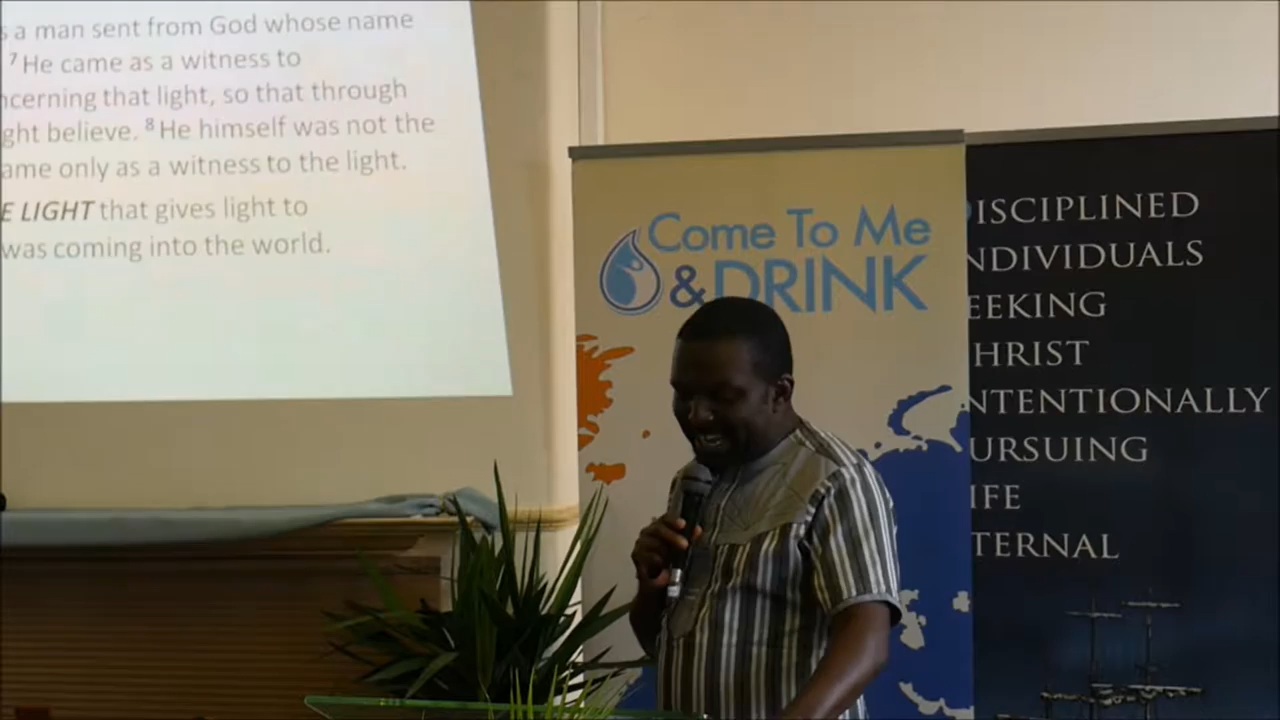 s a man sent from God whose name
⁷ He came as a witness to
ncerning that light, so that through
ght believe. ⁸ He himself was not the
ame only as a witness to the light.
E LIGHT that gives light to
was coming into the world.
Come To Me
& DRINK
DISCIPLINED
NDIVIDUALS
EEKING
HRIST
NTENTIONALLY
URSUING
IFE
TERNAL